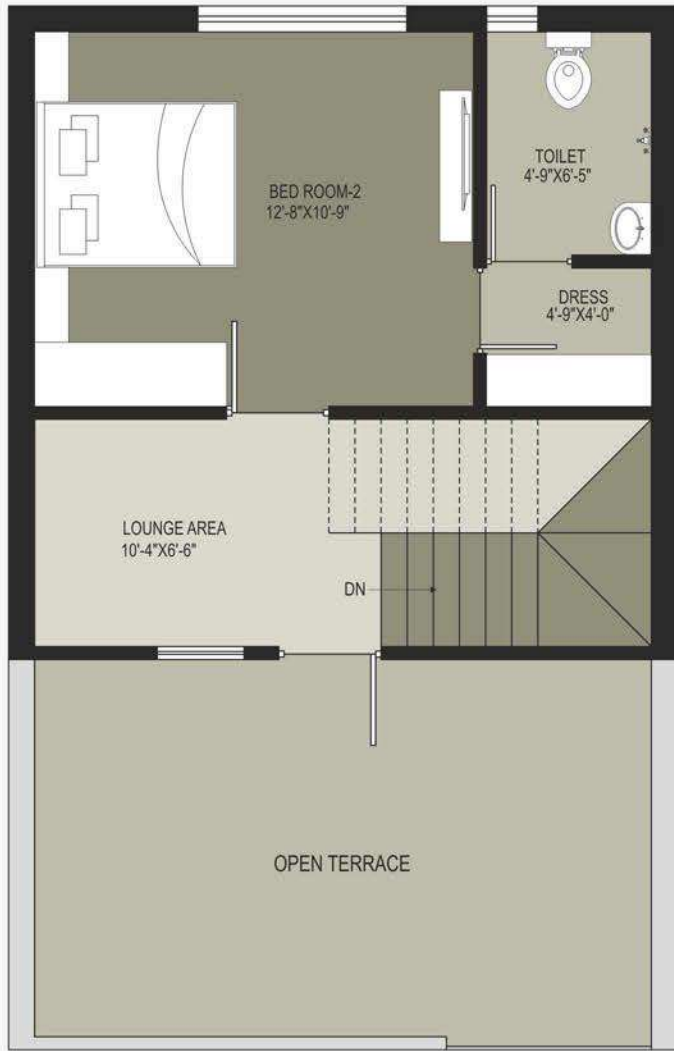 TOILET
4'-9"X6'-5"
BED ROOM-2
12'-8"X10'-9"
DRESS
4'-9"X4'-0"
LOUNGE AREA
10'-4"X6'-6"
DN
OPEN TERRACE